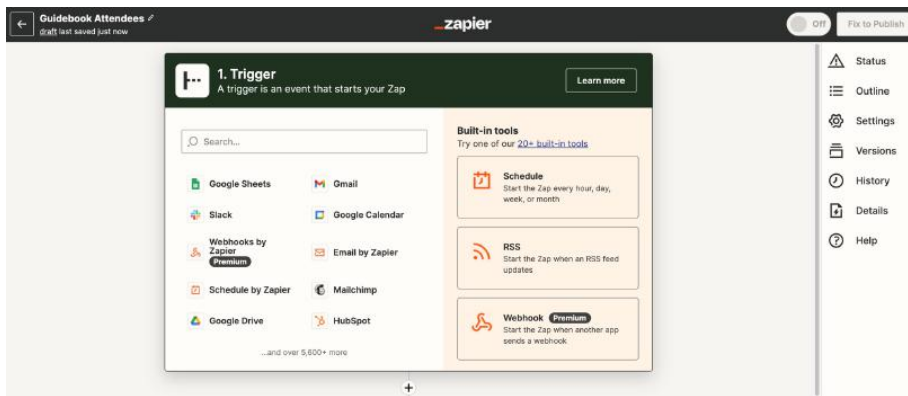 Guidebook Attendees
draft last saved just now
_zapier
Off
Fix to Publish
1. Trigger
A trigger is an event that starts your Zap
Learn more
Search...
Google Sheets
Gmail
Slack
Google Calendar
Webhooks by
Zapier
Premium
Email by Zapier
Schedule by Zapier
Mailchimp
Google Drive
HubSpot
...and over 5,600+ more
Built-in tools
Try one of our 20+ built-in tools
Schedule
Start the Zap every hour, day,
week, or month
RSS
Start the Zap when an RSS feed
updates
Webhook Premium
Start the Zap when another app
sends a webhook
Status
Outline
Settings
Versions
History
Details
Help